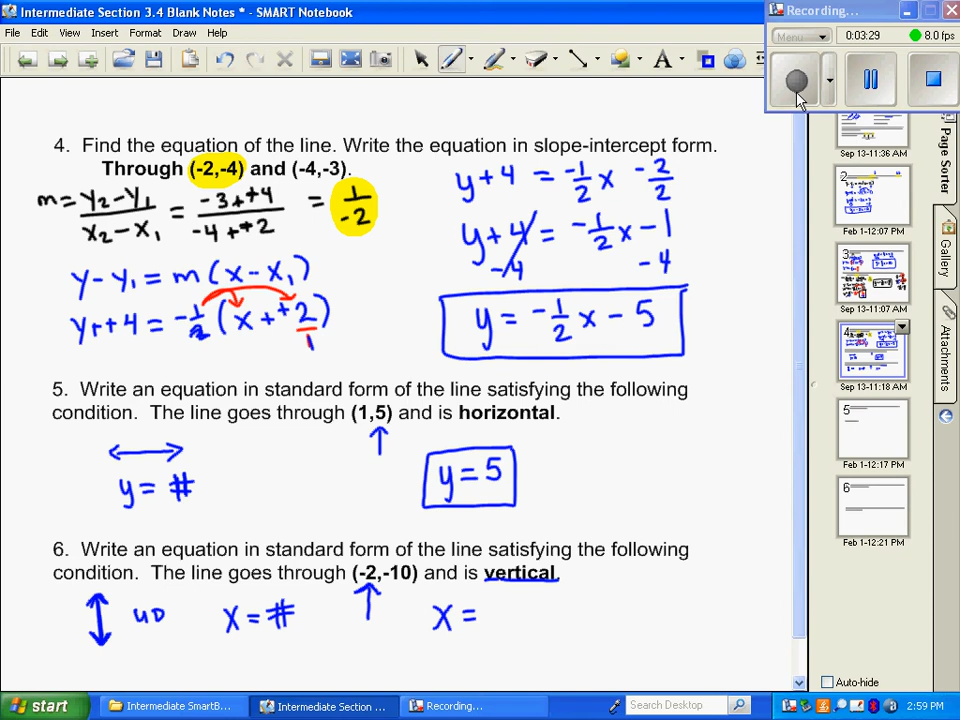 Intermediate Section 3.4 Blank Notes * - SMART Notebook
Recording...
File Edit View Insert Format Draw Help
Menu
0:03:29
8.0 fps
4. Find the equation of the line. Write the equation in slope-intercept form.
Through (-2,-4) and (-4,-3).
m = y₂-y₁ / x₂-x₁ = -3 + +4 / -4 + +2 = 1 / -2
y - y₁ = m (x - x₁)
y + +4 = -1/2 (x + +2/1)
y + 4 = -1/2 x - 2/2
y + 4 = -1/2 x - 1
-4 -4
y = -1/2 x - 5
5. Write an equation in standard form of the line satisfying the following
condition. The line goes through (1,5) and is horizontal.
y = #
y = 5
6. Write an equation in standard form of the line satisfying the following
condition. The line goes through (-2,-10) and is vertical.
UD
x = #
x =
Sep 13-11:36 AM
2
Feb 1-12:07 PM
3
Sep 13-11:07 AM
4
Sep 13-11:18 AM
5
Feb 1-12:17 PM
6
Feb 1-12:21 PM
Page Sorter
Gallery
Attachments
Auto-hide
start
Intermediate SmartB...
Intermediate Section ...
Recording...
Search Desktop
2:59 PM